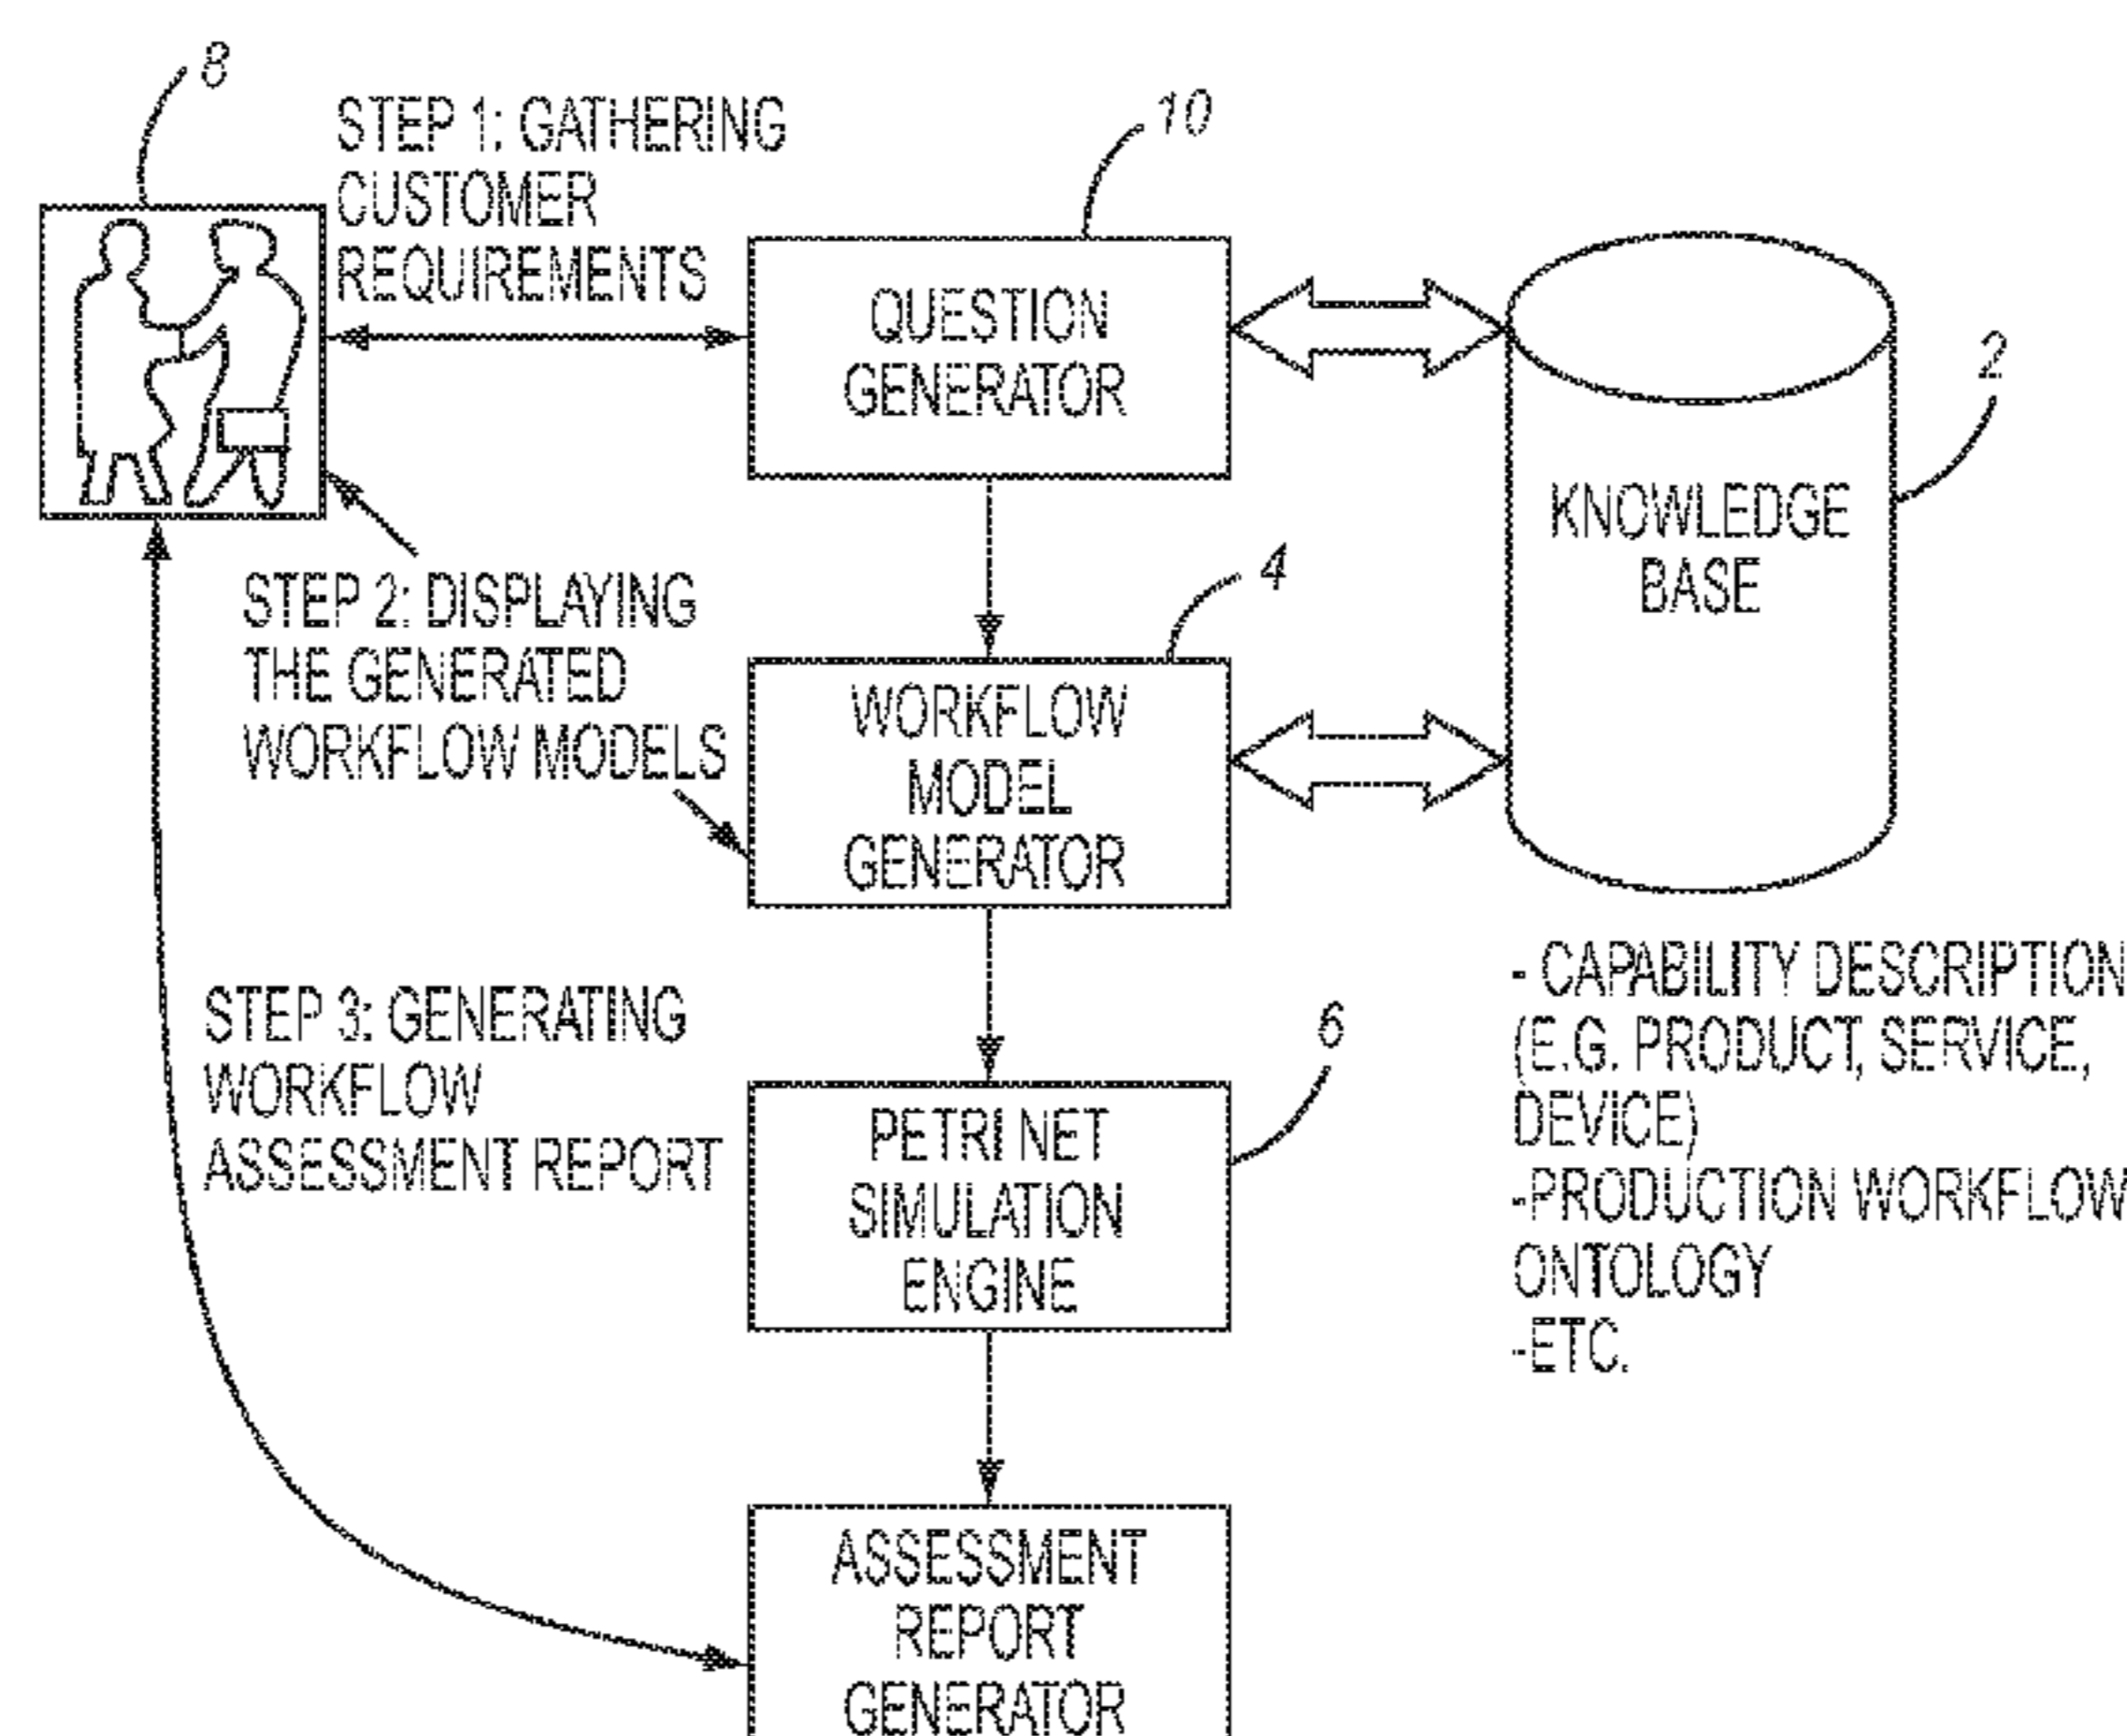 8
STEP 1: GATHERING
CUSTOMER
REQUIREMENTS
10
QUESTION
GENERATOR
2
KNOWLEDGE
BASE
STEP 2: DISPLAYING
THE GENERATED
WORKFLOW MODELS
4
WORKFLOW
MODEL
GENERATOR
- CAPABILITY DESCRIPTION
(E.G. PRODUCT, SERVICE,
DEVICE)
-PRODUCTION WORKFLOW
ONTOLOGY
-ETC.
STEP 3: GENERATING
WORKFLOW
ASSESSMENT REPORT
6
PETRI NET
SIMULATION
ENGINE
ASSESSMENT
REPORT
GENERATOR